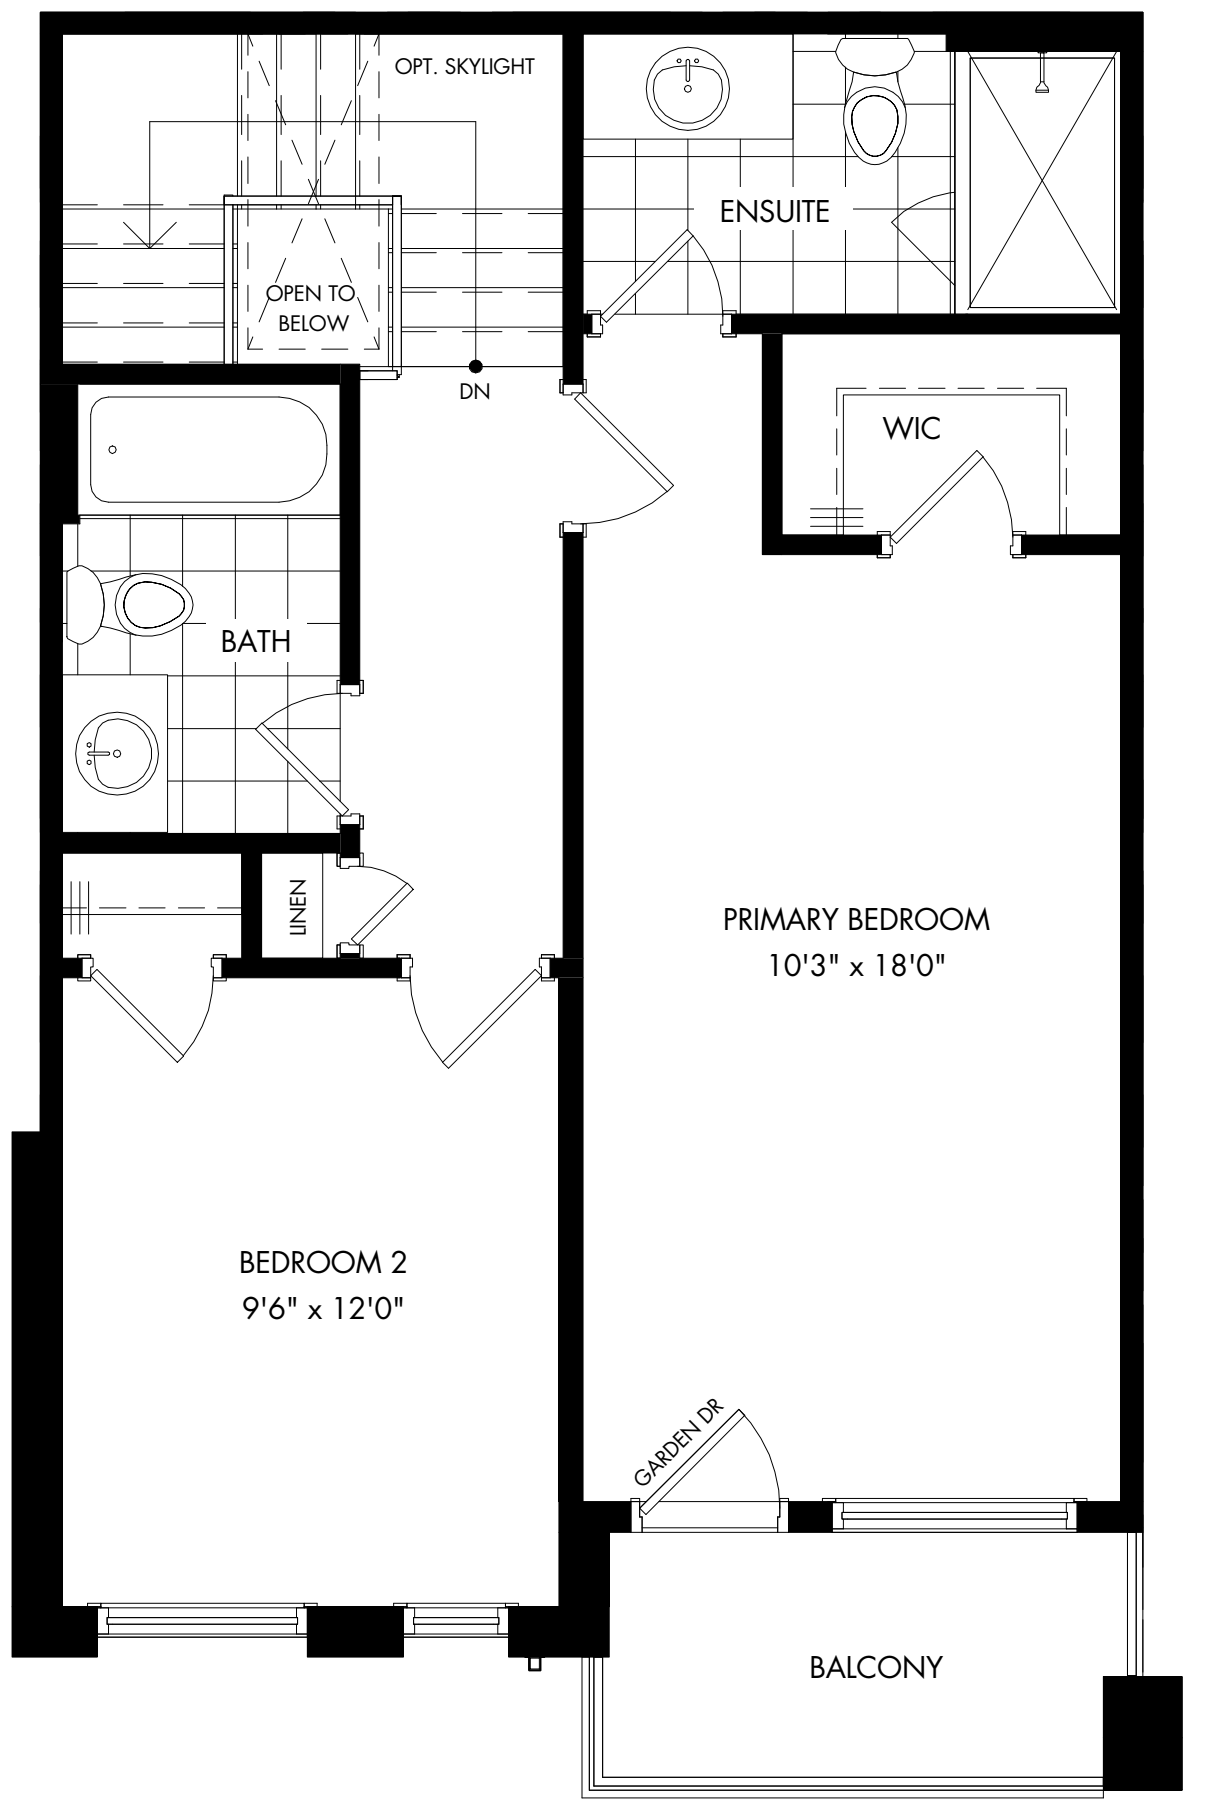 OPT. SKYLIGHT
ENSUITE
OPEN TO
BELOW
DN
WIC
BATH
LINEN
PRIMARY BEDROOM
10'3" x 18'0"
BEDROOM 2
9'6" x 12'0"
GARDEN DR
BALCONY